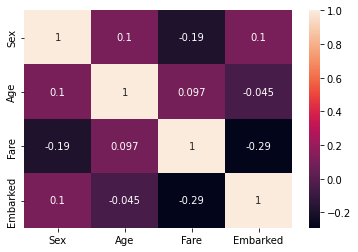 Sex 1 0.1 -0.19 0.1
Age 0.1 1 0.097 -0.045
Fare -0.19 0.097 1 -0.29
Embarked 0.1 -0.045 -0.29 1
Sex Age Fare Embarked
1.0
0.8
0.6
0.4
0.2
0.0
−0.2